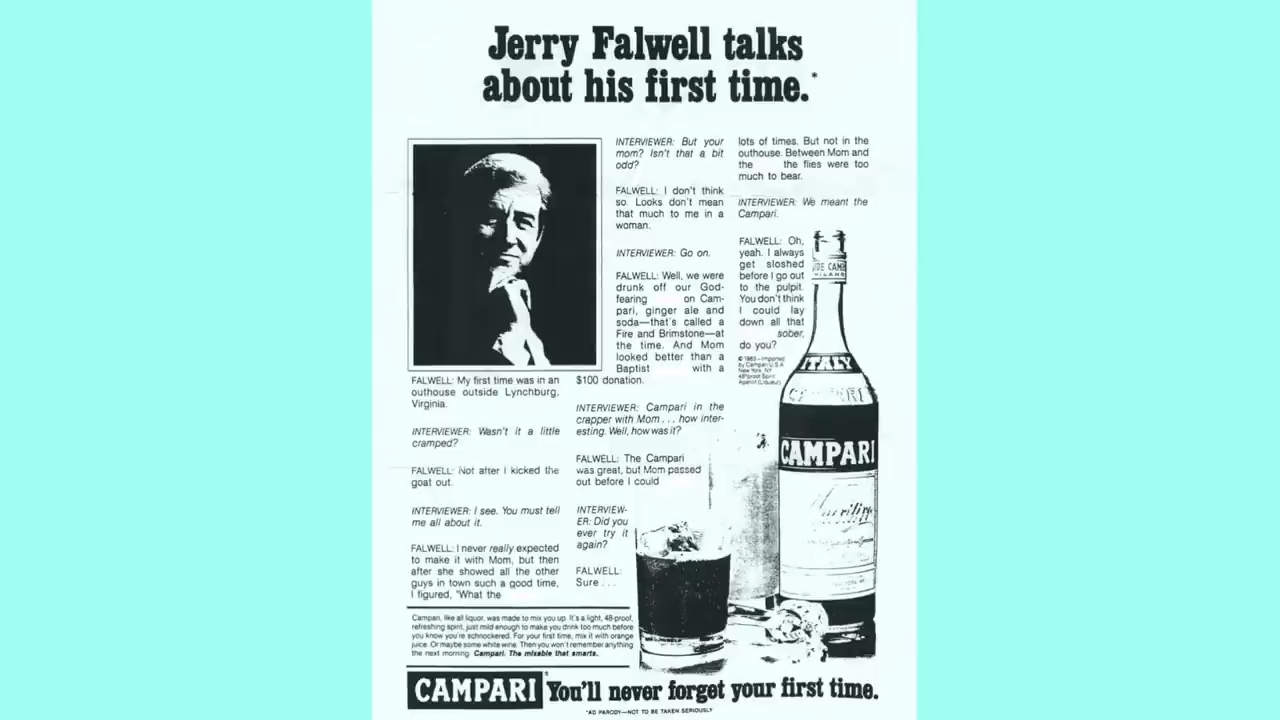 Jerry Falwell talks
about his first time.*
FALWELL: My first time was in an
outhouse outside Lynchburg,
Virginia.
INTERVIEWER: Wasn't it a little
cramped?
FALWELL: Not after I kicked the
goat out.
INTERVIEWER: I see. You must tell
me all about it.
FALWELL: I never really expected
to make it with Mom, but then
after she showed all the other
guys in town such a good time,
I figured, "What the
INTERVIEWER: But your
mom? Isn't that a bit
odd?
FALWELL: I don't think
so. Looks don't mean
that much to me in a
woman.
INTERVIEWER: Go on.
FALWELL: Well, we were
drunk off our God-
fearing on Cam-
pari, ginger ale and
soda—that's called a
Fire and Brimstone—at
the time. And Mom
looked better than a
Baptist with a
$100 donation.
INTERVIEWER: Campari in the
crapper with Mom . . . how inter-
esting. Well, how was it?
FALWELL: The Campari
was great, but Mom passed
out before I could
INTERVIEW-
ER: Did you
ever try it
again?
FALWELL:
Sure . . .
lots of times. But not in the
outhouse. Between Mom and
the the flies were too
much to bear.
INTERVIEWER: We meant the
Campari.
FALWELL: Oh,
yeah. I always
get sloshed
before I go out
to the pulpit.
You don't think
I could lay
down all that
sober,
do you?
© 1983—Imported
by Campari U.S.A.
New York, NY
48°proof Spirit
Aperitif (Liqueur)
MILANO
ITALY
CAMPARI
CAMPARI
Campari, like all liquor, was made to mix you up. It's a light, 48-proof,
refreshing spirit, just mild enough to make you drink too much before
you know you're schnockered. For your first time, mix it with orange
juice. Or maybe some white wine. Then you won't remember anything
the next morning. Campari. The mixable that smarts.
CAMPARI You'll never forget your first time.
*AD PARODY—NOT TO BE TAKEN SERIOUSLY